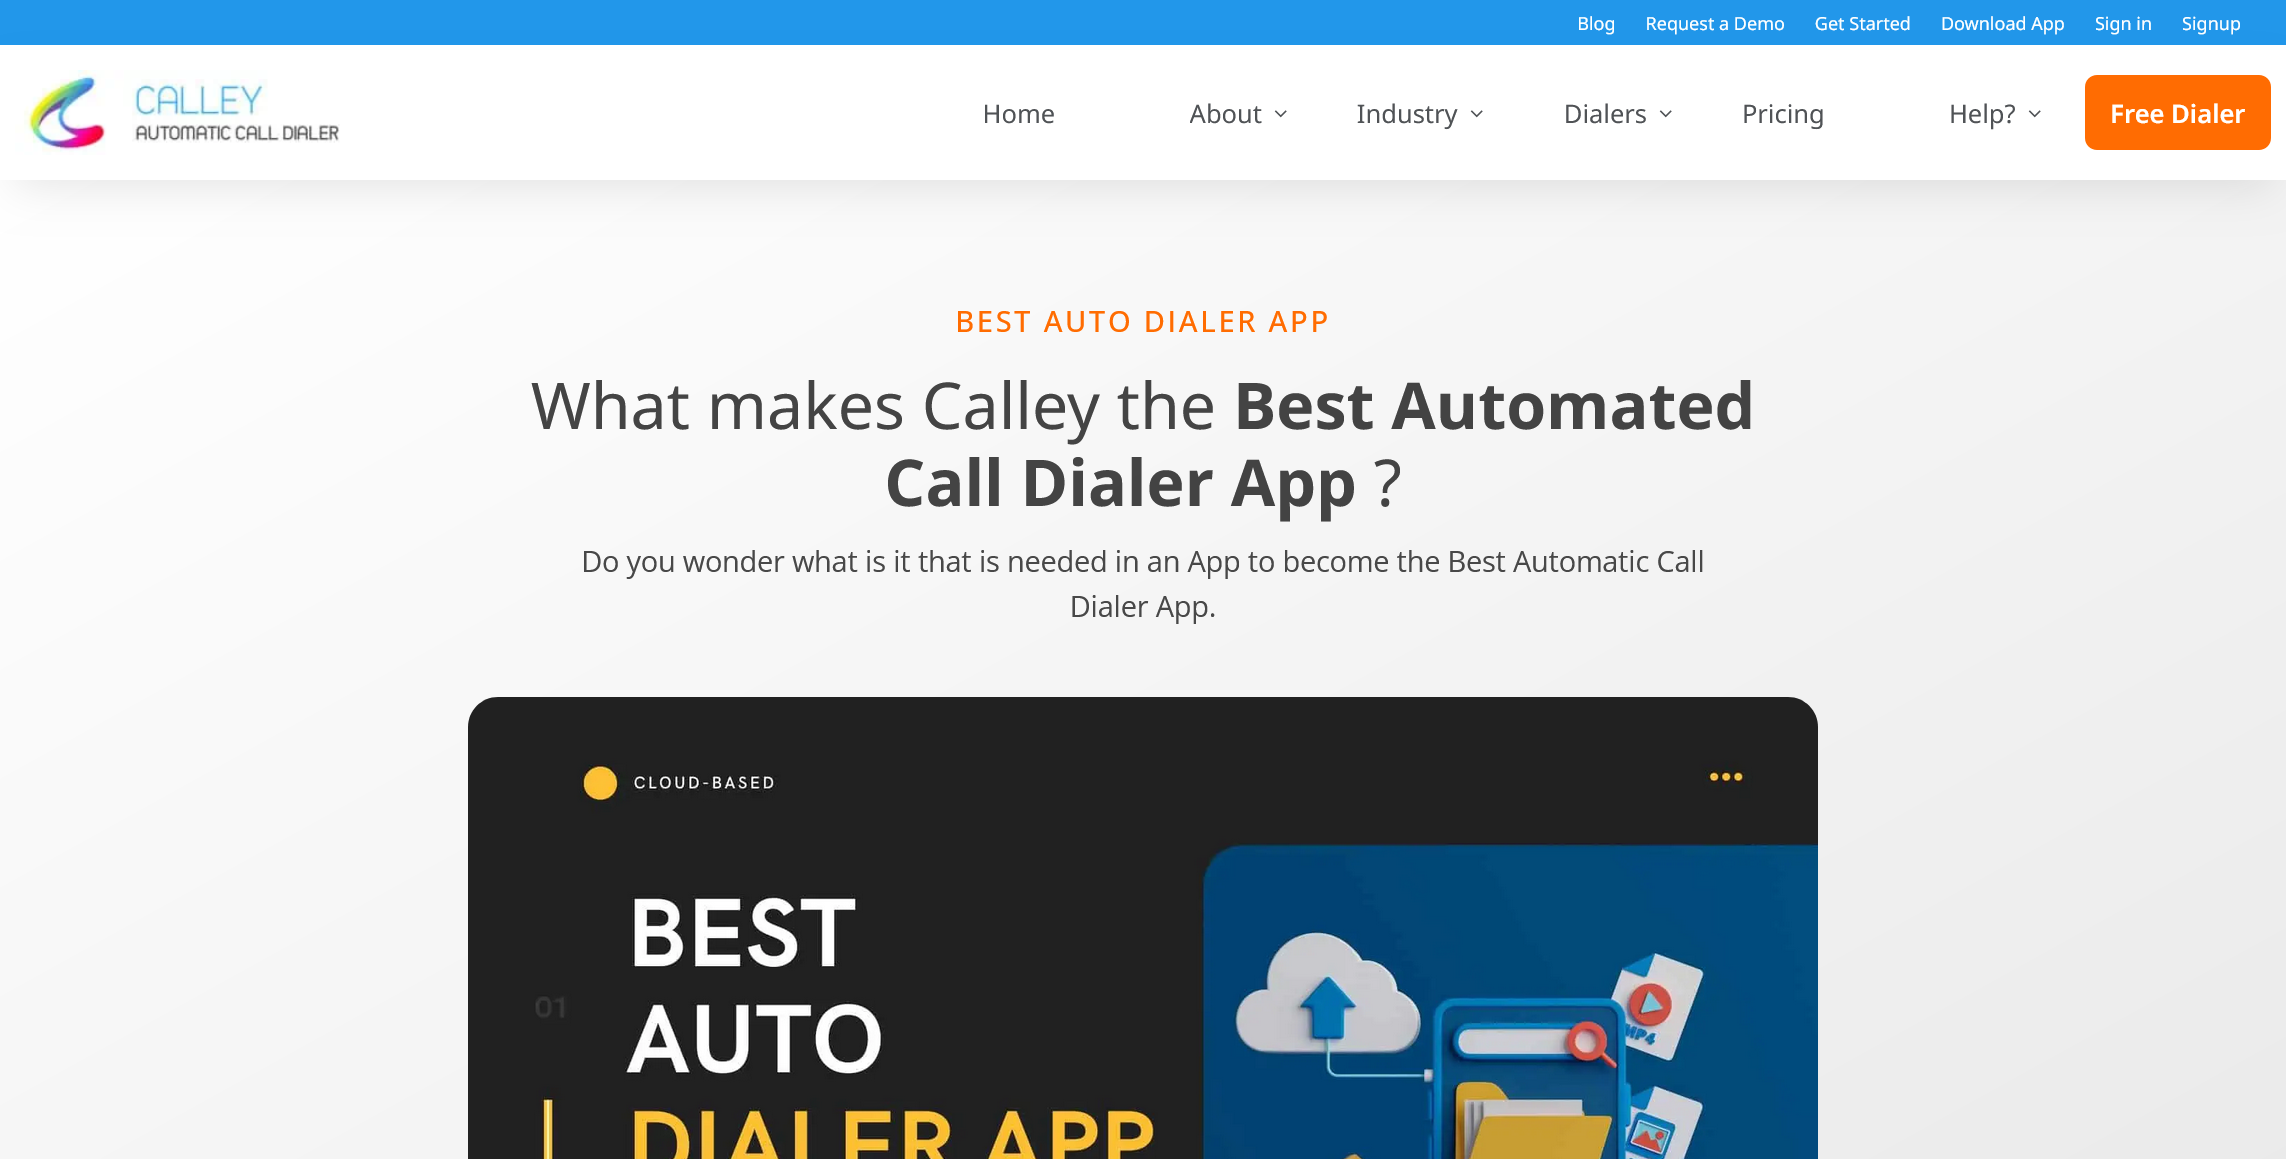 Blog Request a Demo Get Started Download App Sign in Signup
CALLEY
AUTOMATIC CALL DIALER
Home About Industry Dialers Pricing Help? Free Dialer
BEST AUTO DIALER APP
What makes Calley the Best Automated
Call Dialer App ?
Do you wonder what is it that is needed in an App to become the Best Automatic Call
Dialer App.
CLOUD-BASED
BEST
01
AUTO
MP4
DIALER APP